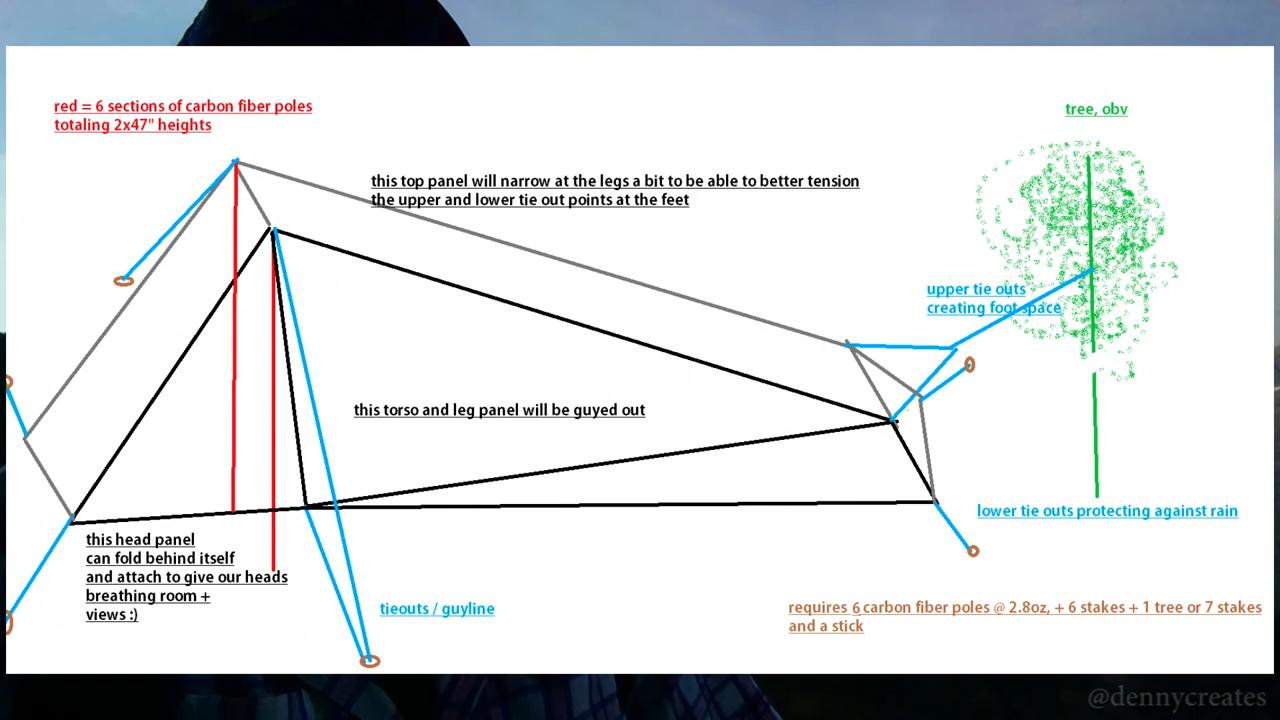 red = 6 sections of carbon fiber poles
totaling 2x47" heights
tree, obv
this top panel will narrow at the legs a bit to be able to better tension
the upper and lower tie out points at the feet
upper tie outs
creating foot space
this torso and leg panel will be guyed out
lower tie outs protecting against rain
this head panel
can fold behind itself
and attach to give our heads
breathing room +
views :)
tieouts / guyline
requires 6 carbon fiber poles @ 2.8oz, + 6 stakes + 1 tree or 7 stakes
and a stick
@dennycreates